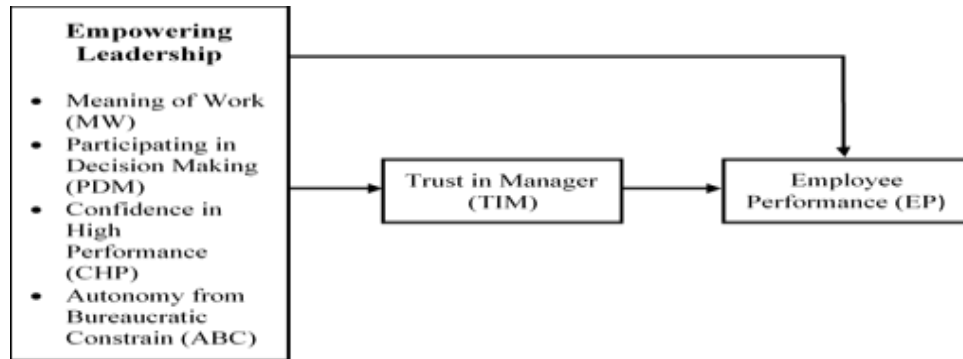 Empowering
Leadership
• Meaning of Work
(MW)
• Participating in
Decision Making
(PDM)
• Confidence in
High
Performance
(CHP)
• Autonomy from
Bureaucratic
Constrain (ABC)
Trust in Manager
(TIM)
Employee
Performance (EP)